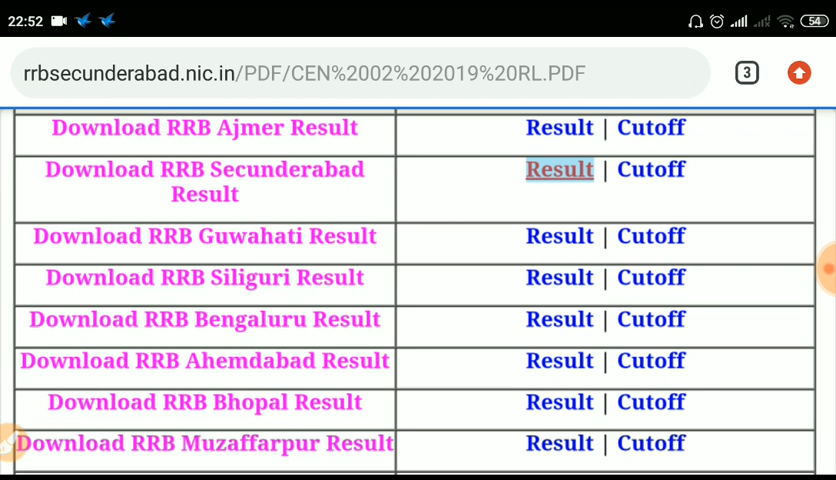 22:52
54
rrbsecunderabad.nic.in/PDF/CEN%2002%202019%20RL.PDF
3
Download RRB Ajmer Result Result | Cutoff
Download RRB Secunderabad Result | Cutoff
Result
Download RRB Guwahati Result Result | Cutoff
Download RRB Siliguri Result Result | Cutoff
Download RRB Bengaluru Result Result | Cutoff
Download RRB Ahemdabad Result Result | Cutoff
Download RRB Bhopal Result Result | Cutoff
Download RRB Muzaffarpur Result Result | Cutoff